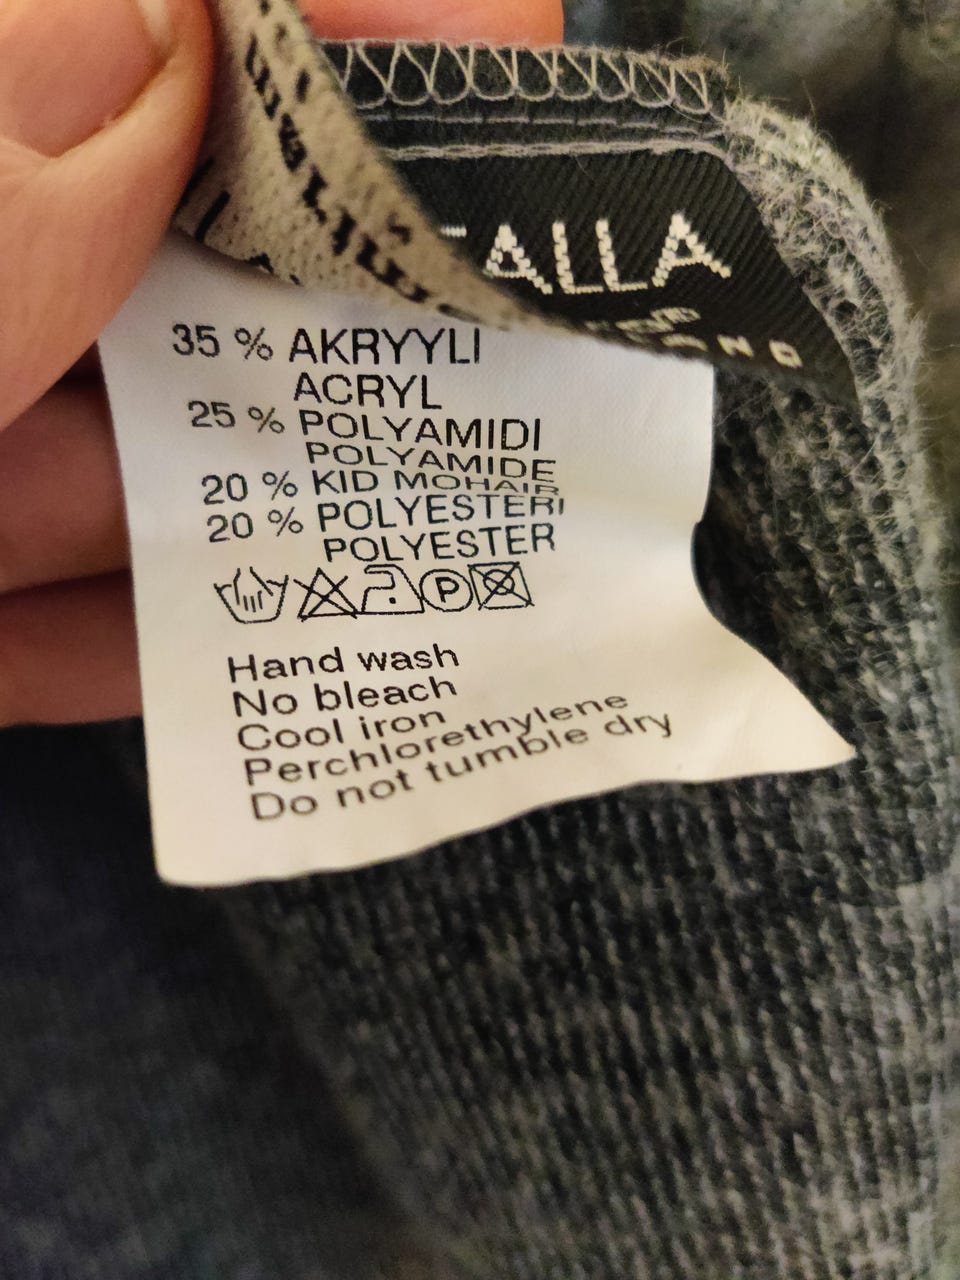 ALLA
35 % AKRYYLI
ACRYL
25 % POLYAMIDI
POLYAMIDE
20 % KID MOHAIR
20 % POLYESTERI
POLYESTER
P
Hand wash
No bleach
Cool iron
Perchlorethylene
Do not tumble dry